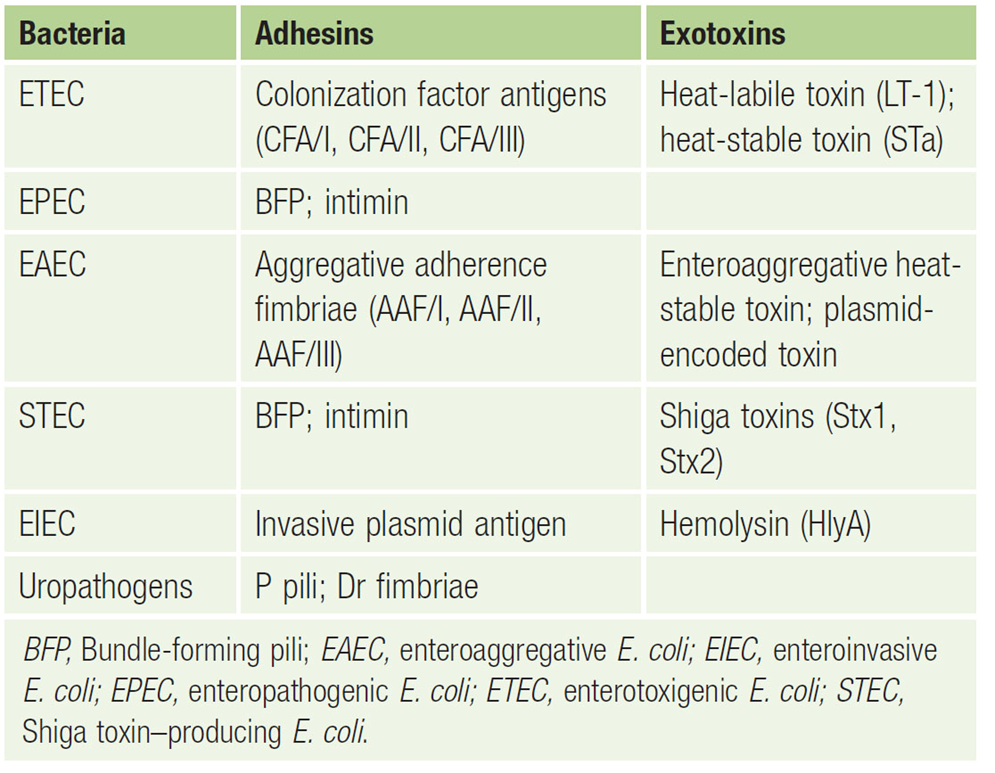 Bacteria Adhesins Exotoxins
ETEC Colonization factor antigens Heat-labile toxin (LT-1);
(CFA/I, CFA/II, CFA/III) heat-stable toxin (STa)
EPEC BFP; intimin
EAEC Aggregative adherence Enteroaggregative heat-
fimbriae (AAF/I, AAF/II, stable toxin; plasmid-
AAF/III) encoded toxin
STEC BFP; intimin Shiga toxins (Stx1,
Stx2)
EIEC Invasive plasmid antigen Hemolysin (HlyA)
Uropathogens P pili; Dr fimbriae
BFP, Bundle-forming pili; EAEC, enteroaggregative E. coli; EIEC, enteroinvasive
E. coli; EPEC, enteropathogenic E. coli; ETEC, enterotoxigenic E. coli; STEC,
Shiga toxin–producing E. coli.